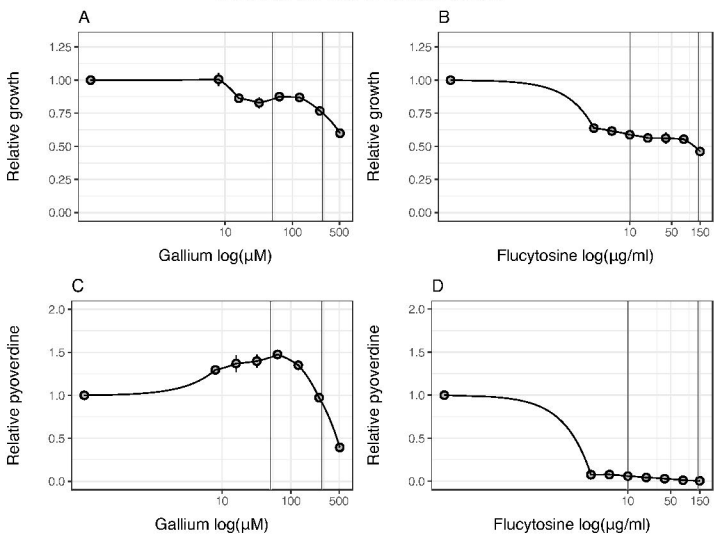 A
Relative growth
1.25
1.00
0.75
0.50
0.25
0.00
10
100
500
Gallium log(μM)
B
Relative growth
1.25
1.00
0.75
0.50
0.25
0.00
10
50
150
Flucytosine log(μg/ml)
C
Relative pyoverdine
2.0
1.5
1.0
0.5
0.0
10
100
500
Gallium log(μM)
D
Relative pyoverdine
2.0
1.5
1.0
0.5
0.0
10
50
150
Flucytosine log(μg/ml)